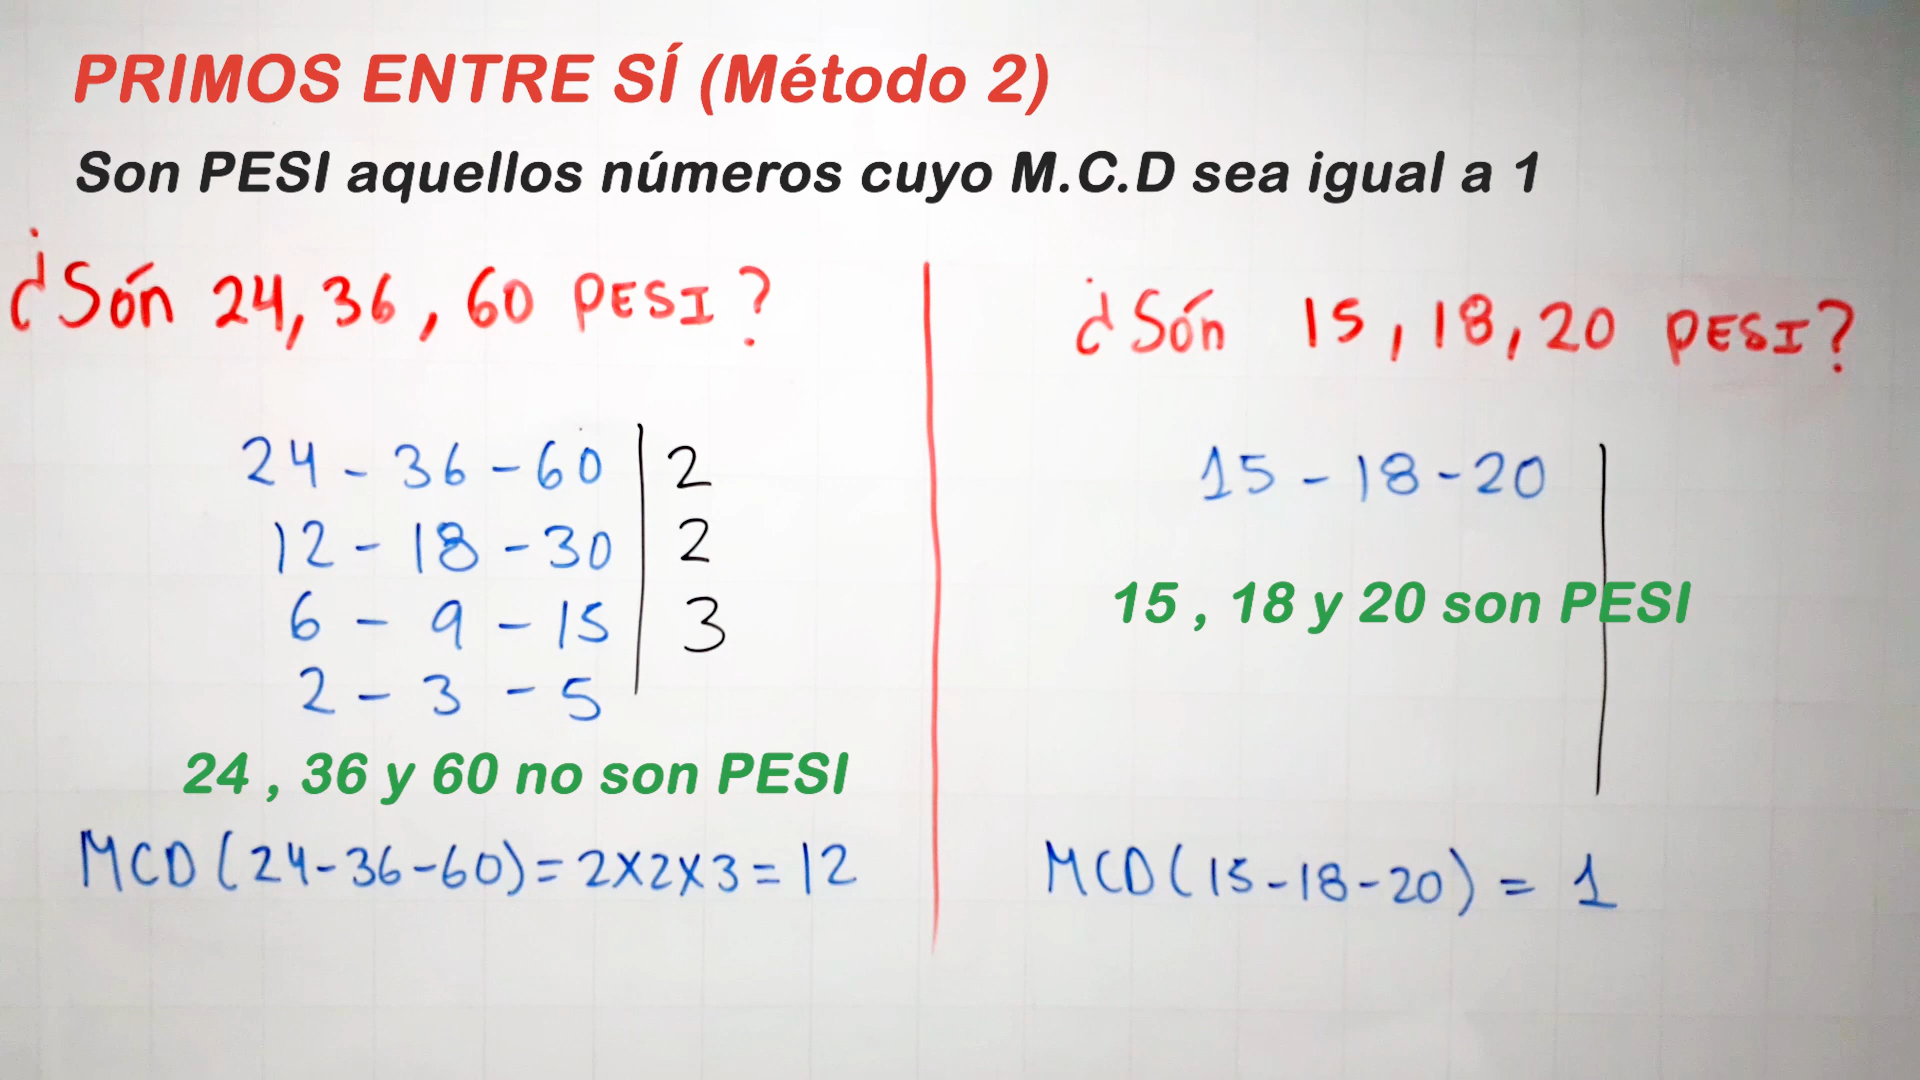 PRIMOS ENTRE SÍ (Método 2)
Son PESI aquellos números cuyo M.C.D sea igual a 1
¿Són 24, 36, 60 PESI?
24 - 36 - 60 | 2
12 - 18 - 30 | 2
6 - 9 - 15 | 3
2 - 3 - 5
24 , 36 y 60 no son PESI
MCD (24-36-60) = 2x2x3 = 12
¿Són 15, 18, 20 PESI?
15 - 18 - 20 |
15 , 18 y 20 son PESI
MCD (15-18-20) = 1